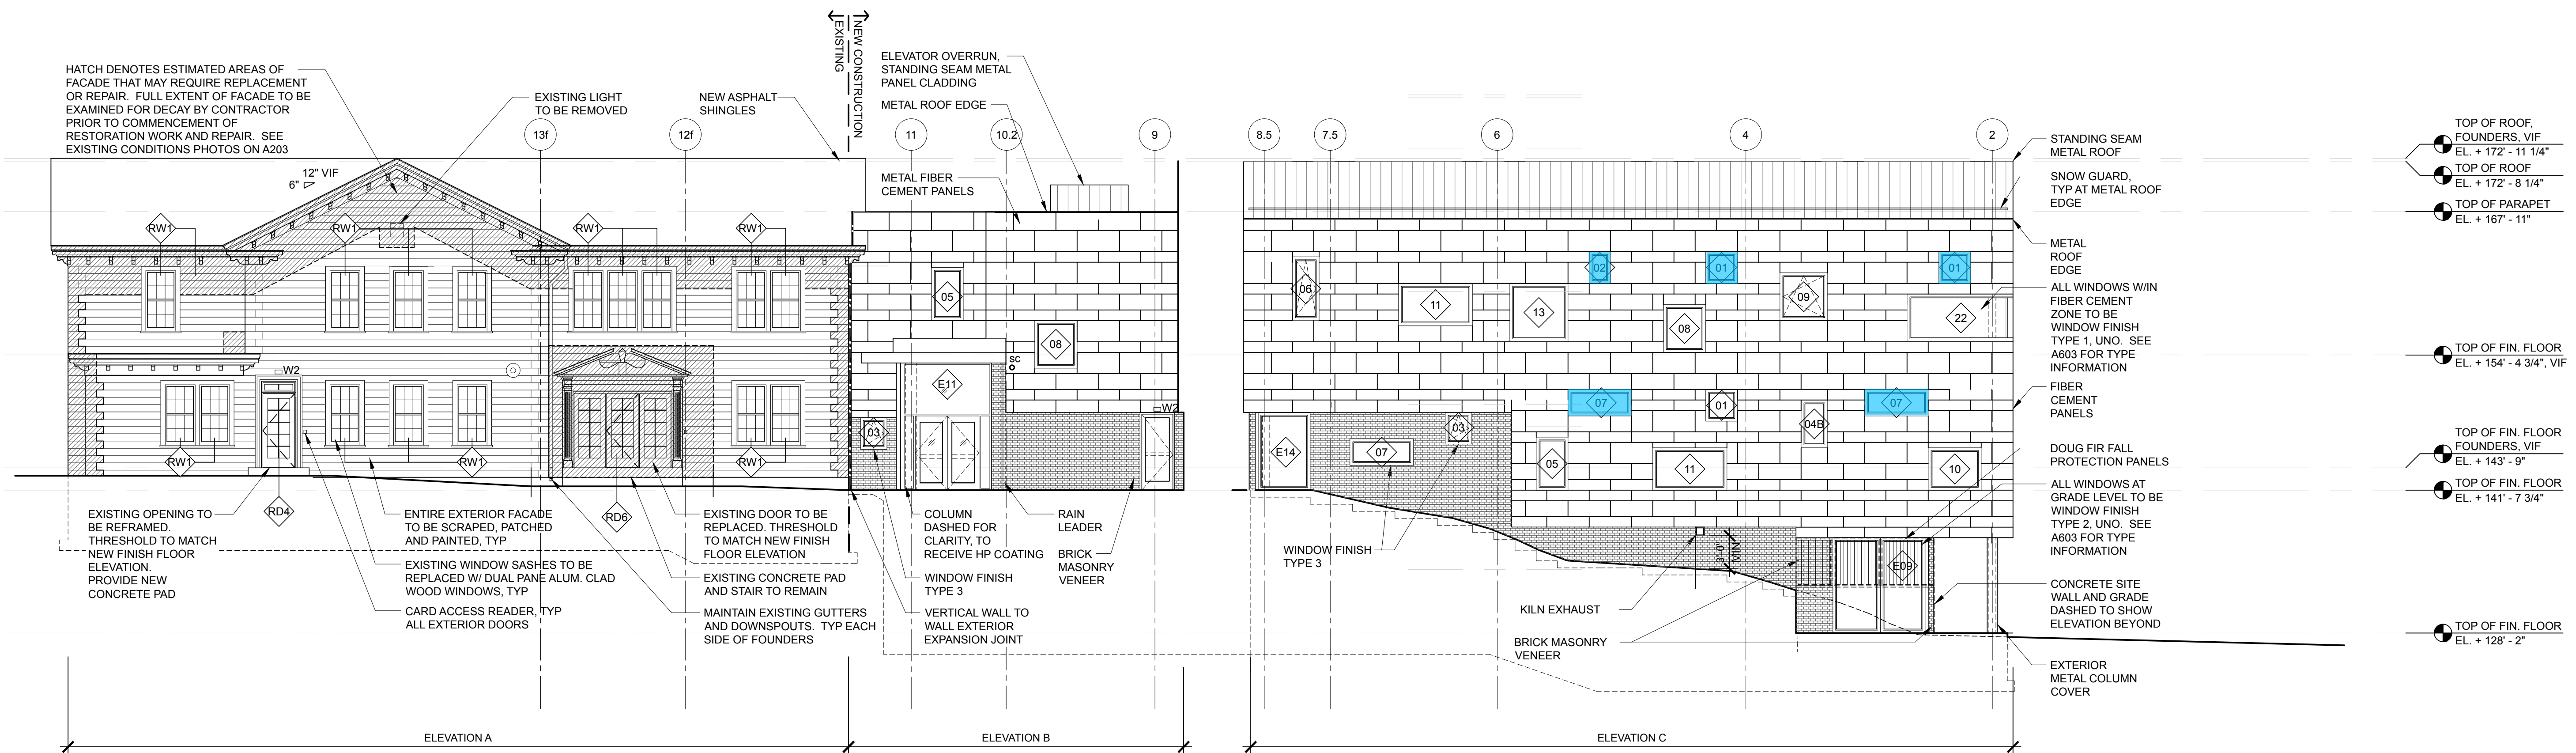 EXISTING
NEW CONSTRUCTION
HATCH DENOTES ESTIMATED AREAS OF
FACADE THAT MAY REQUIRE REPLACEMENT
OR REPAIR. FULL EXTENT OF FACADE TO BE
EXAMINED FOR DECAY BY CONTRACTOR
PRIOR TO COMMENCEMENT OF
RESTORATION WORK AND REPAIR. SEE
EXISTING CONDITIONS PHOTOS ON A203
EXISTING LIGHT
TO BE REMOVED
NEW ASPHALT
SHINGLES
ELEVATOR OVERRUN,
STANDING SEAM METAL
PANEL CLADDING
METAL ROOF EDGE
METAL FIBER
CEMENT PANELS
12" VIF
6"
13f
12f
11
10.2
9
8.5
7.5
6
4
2
STANDING SEAM
METAL ROOF
SNOW GUARD,
TYP AT METAL ROOF
EDGE
METAL
ROOF
EDGE
ALL WINDOWS W/IN
FIBER CEMENT
ZONE TO BE
WINDOW FINISH
TYPE 1, UNO. SEE
A603 FOR TYPE
INFORMATION
FIBER
CEMENT
PANELS
DOUG FIR FALL
PROTECTION PANELS
ALL WINDOWS AT
GRADE LEVEL TO BE
WINDOW FINISH
TYPE 2, UNO. SEE
A603 FOR TYPE
INFORMATION
CONCRETE SITE
WALL AND GRADE
DASHED TO SHOW
ELEVATION BEYOND
EXTERIOR
METAL COLUMN
COVER
TOP OF ROOF,
FOUNDERS, VIF
EL. + 172' - 11 1/4"
TOP OF ROOF
EL. + 172' - 8 1/4"
TOP OF PARAPET
EL. + 167' - 11"
TOP OF FIN. FLOOR
EL. + 154' - 4 3/4", VIF
TOP OF FIN. FLOOR
FOUNDERS, VIF
EL. + 143' - 9"
TOP OF FIN. FLOOR
EL. + 141' - 7 3/4"
TOP OF FIN. FLOOR
EL. + 128' - 2"
RW1
RW1
RW1
RW1
W2
RW1
RW1
RW1
RD4
RD6
05
08
SC
E11
03
W2
06
11
13
02
01
08
09
01
22
07
01
04B
07
E14
07
03
05
11
10
E09
3'-0"
MIN
EXISTING OPENING TO
BE REFRAMED.
THRESHOLD TO MATCH
NEW FINISH FLOOR
ELEVATION.
PROVIDE NEW
CONCRETE PAD
ENTIRE EXTERIOR FACADE
TO BE SCRAPED, PATCHED
AND PAINTED, TYP
EXISTING WINDOW SASHES TO BE
REPLACED W/ DUAL PANE ALUM. CLAD
WOOD WINDOWS, TYP
CARD ACCESS READER, TYP
ALL EXTERIOR DOORS
EXISTING DOOR TO BE
REPLACED. THRESHOLD
TO MATCH NEW FINISH
FLOOR ELEVATION
EXISTING CONCRETE PAD
AND STAIR TO REMAIN
MAINTAIN EXISTING GUTTERS
AND DOWNSPOUTS. TYP EACH
SIDE OF FOUNDERS
COLUMN
DASHED FOR
CLARITY, TO
RECEIVE HP COATING
WINDOW FINISH
TYPE 3
VERTICAL WALL TO
WALL EXTERIOR
EXPANSION JOINT
RAIN
LEADER
BRICK
MASONRY
VENEER
WINDOW FINISH
TYPE 3
KILN EXHAUST
BRICK MASONRY
VENEER
ELEVATION A
ELEVATION B
ELEVATION C